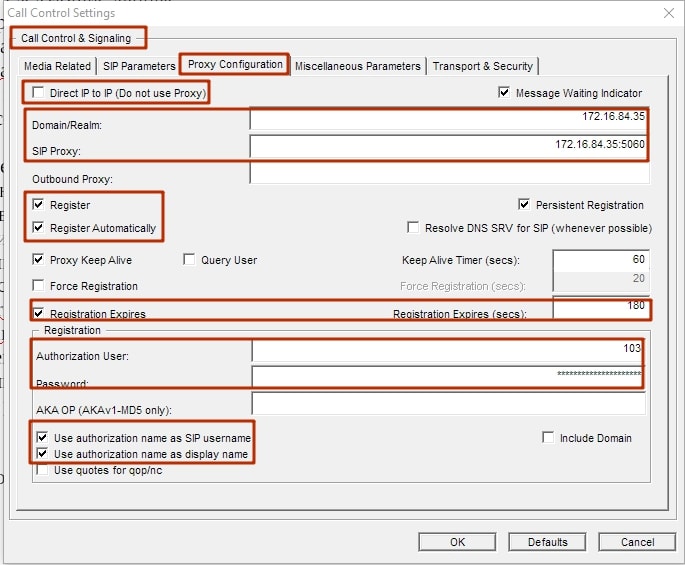 Call Control Settings
Call Control & Signaling
Media Related SIP Parameters Proxy Configuration Miscellaneous Parameters Transport & Security
Direct IP to IP (Do not use Proxy) Message Waiting Indicator
Domain/Realm: 172.16.84.35
SIP Proxy: 172.16.84.35:5060
Outbound Proxy:
Register Persistent Registration
Register Automatically Resolve DNS SRV for SIP (whenever possible)
Proxy Keep Alive Query User Keep Alive Timer (secs): 60
Force Registration Force Registration (secs): 20
Registration Expires Registration Expires (secs): 180
Registration
Authorization User: 103
Password: *********************
AKA OP (AKAv1-MD5 only):
Use authorization name as SIP username Include Domain
Use authorization name as display name
Use quotes for qop/nc
OK Defaults Cancel